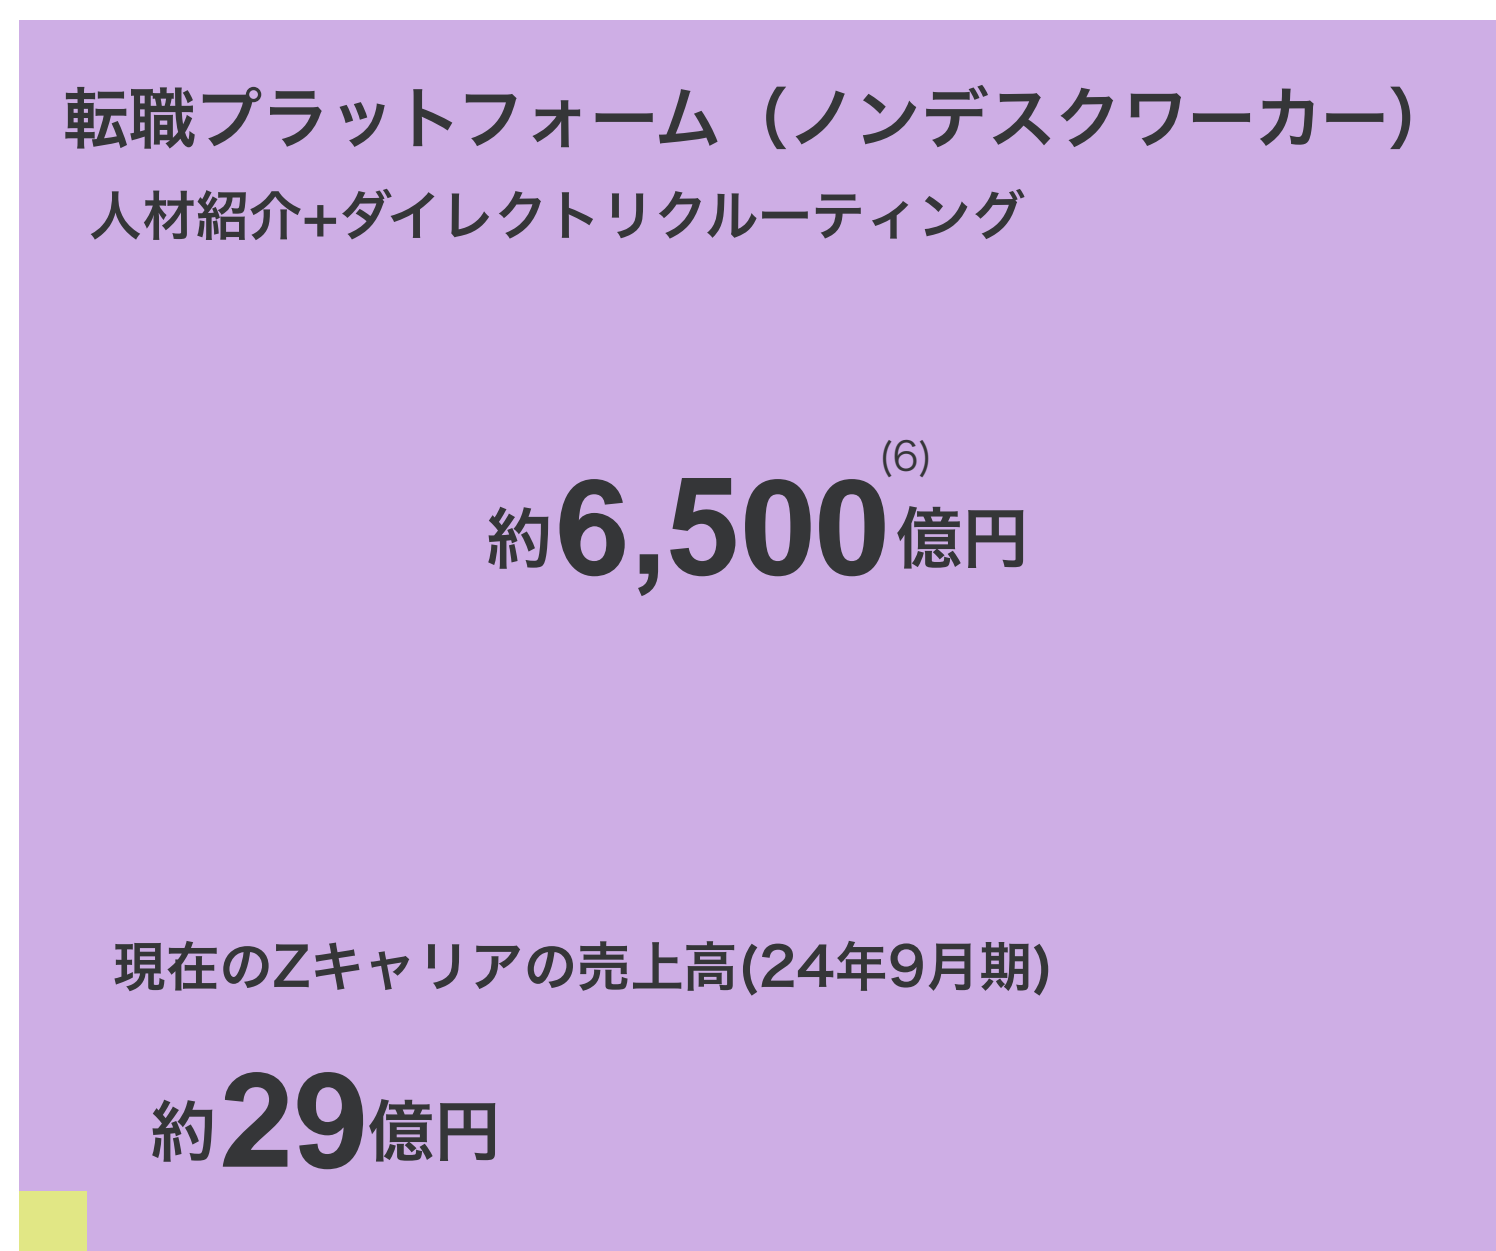 転職プラットフォーム（ノンデスクワーカー）
人材紹介+ダイレクトリクルーティング
約6,500(6)億円
現在のZキャリアの売上高(24年9月期)
約29億円